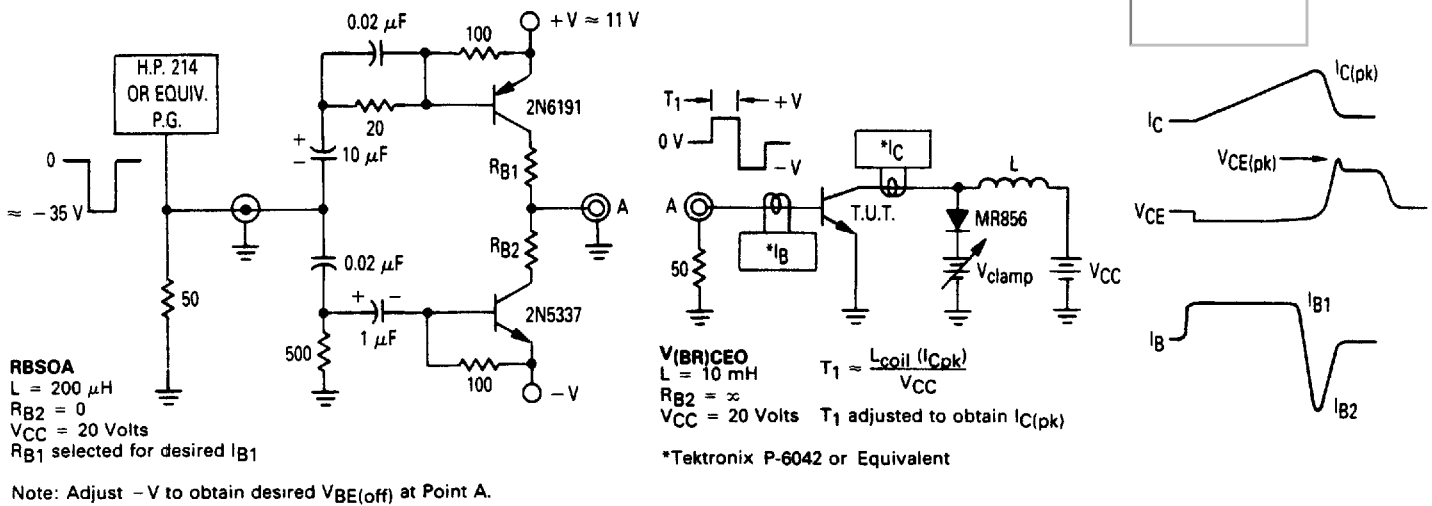 H.P. 214
OR EQUIV.
P.G.
0
≈ −35 V
50
0.02 µF
100
+V ≈ 11 V
20
2N6191
+
−
10 µF
RB1
A
RB2
0.02 µF
+ −
1 µF
2N5337
500
100
−V
RBSOA
L = 200 µH
RB2 = 0
VCC = 20 Volts
RB1 selected for desired IB1
Note: Adjust −V to obtain desired VBE(off) at Point A.
T1
+V
0 V
−V
*IC
L
A
T.U.T.
MR856
*IB
50
Vclamp
VCC
V(BR)CEO
L = 10 mH
RB2 = ∞
VCC = 20 Volts
T1 ≈ Lcoil (ICpk)
VCC
T1 adjusted to obtain IC(pk)
*Tektronix P-6042 or Equivalent
IC(pk)
IC
VCE(pk)
VCE
IB1
IB
IB2